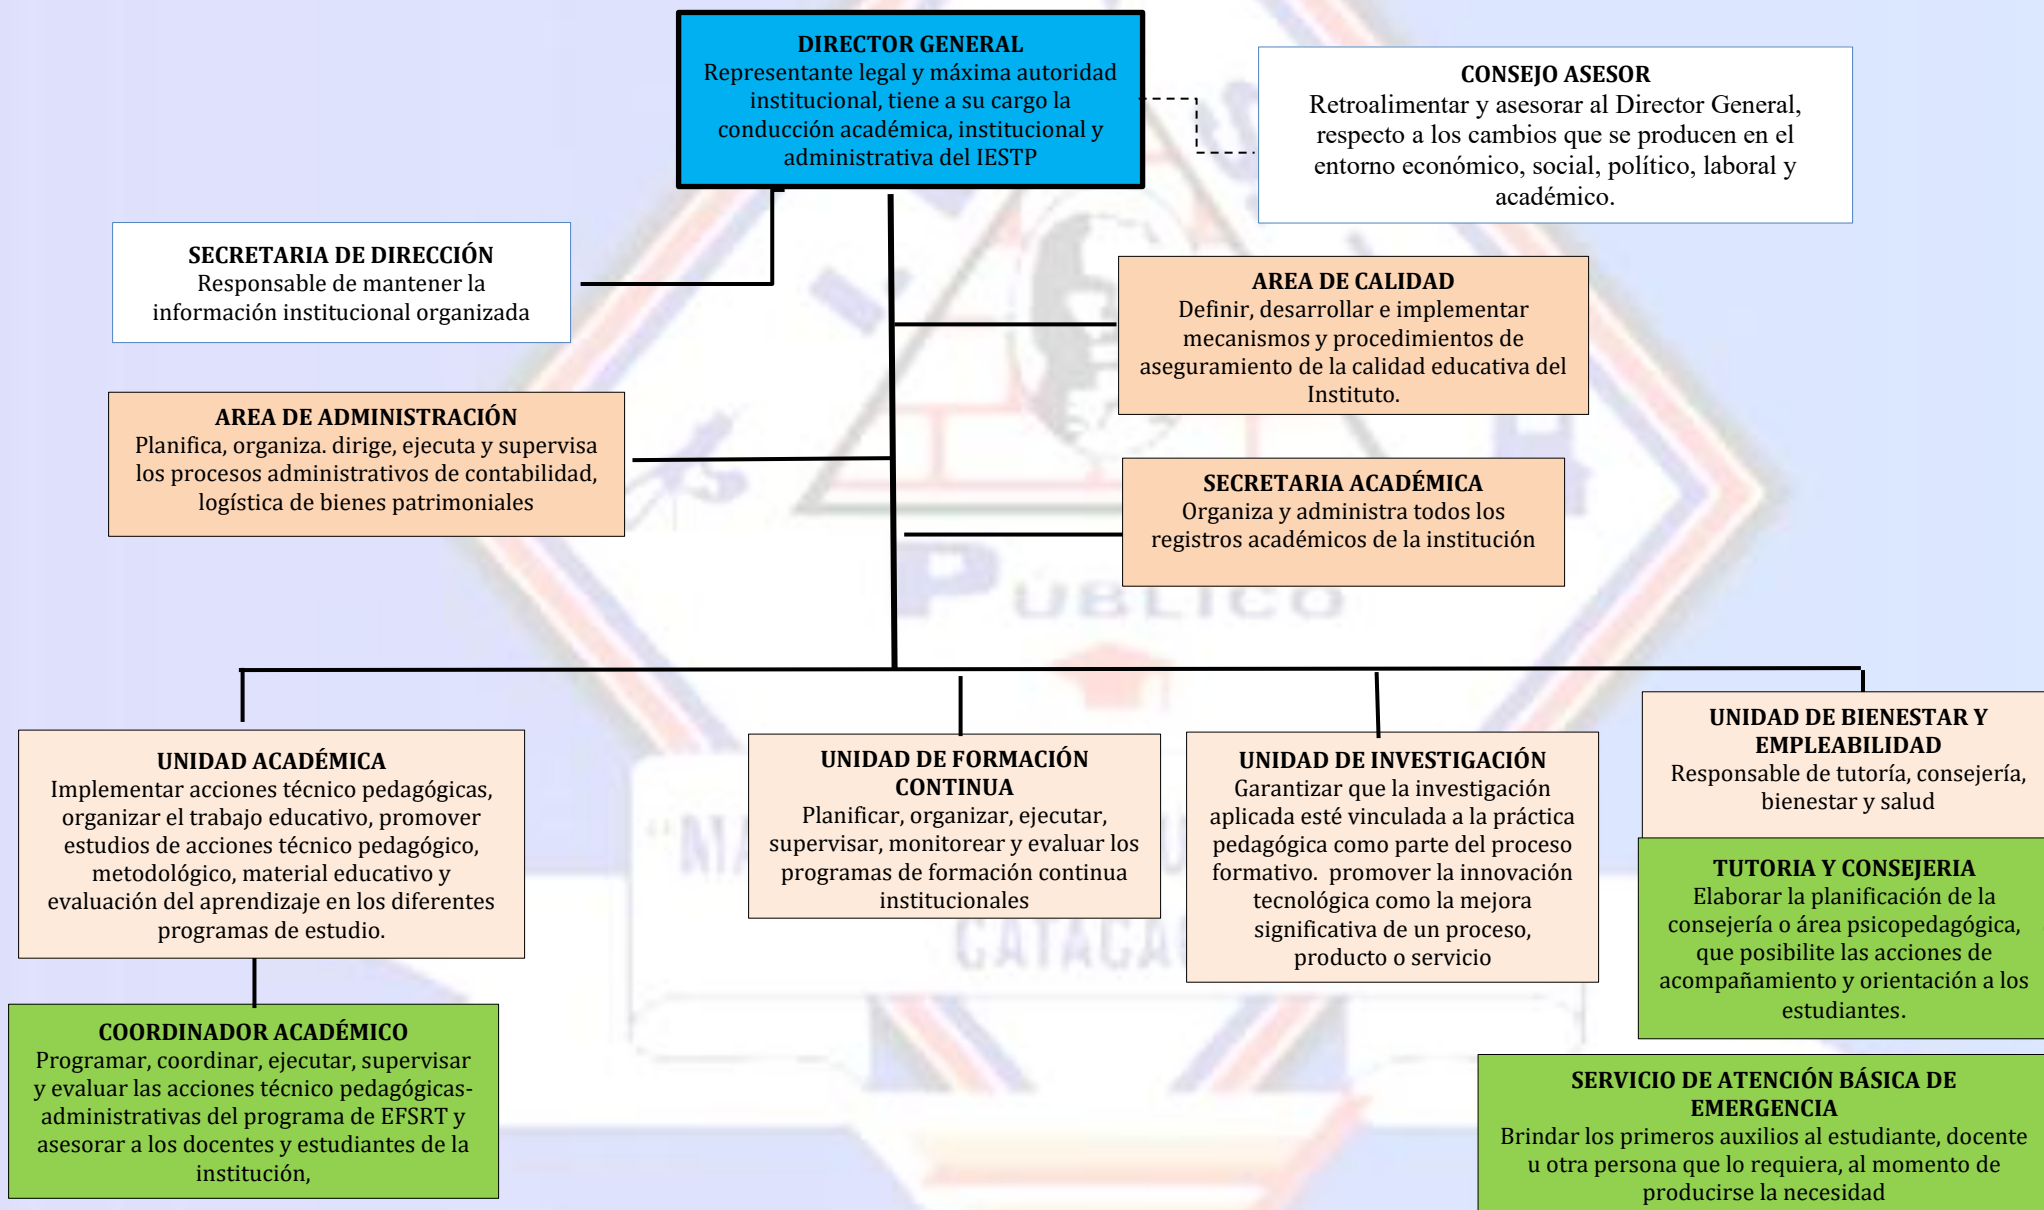 DIRECTOR GENERAL
Representante legal y máxima autoridad
institucional, tiene a su cargo la
conducción académica, institucional y
administrativa del IESTP
CONSEJO ASESOR
Retroalimentar y asesorar al Director General,
respecto a los cambios que se producen en el
entorno económico, social, político, laboral y
académico.
SECRETARIA DE DIRECCIÓN
Responsable de mantener la
información institucional organizada
AREA DE CALIDAD
Definir, desarrollar e implementar
mecanismos y procedimientos de
aseguramiento de la calidad educativa del
Instituto.
AREA DE ADMINISTRACIÓN
Planifica, organiza. dirige, ejecuta y supervisa
los procesos administrativos de contabilidad,
logística de bienes patrimoniales
SECRETARIA ACADÉMICA
Organiza y administra todos los
registros académicos de la institución
PÚBLICO
UNIDAD ACADÉMICA
Implementar acciones técnico pedagógicas,
organizar el trabajo educativo, promover
estudios de acciones técnico pedagógico,
metodológico, material educativo y
evaluación del aprendizaje en los diferentes
programas de estudio.
UNIDAD DE FORMACIÓN
CONTINUA
Planificar, organizar, ejecutar,
supervisar, monitorear y evaluar los
programas de formación continua
institucionales
UNIDAD DE INVESTIGACIÓN
Garantizar que la investigación
aplicada esté vinculada a la práctica
pedagógica como parte del proceso
formativo. promover la innovación
tecnológica como la mejora
significativa de un proceso,
producto o servicio
UNIDAD DE BIENESTAR Y
EMPLEABILIDAD
Responsable de tutoría, consejería,
bienestar y salud
TUTORIA Y CONSEJERIA
Elaborar la planificación de la
consejería o área psicopedagógica,
que posibilite las acciones de
acompañamiento y orientación a los
estudiantes.
COORDINADOR ACADÉMICO
Programar, coordinar, ejecutar, supervisar
y evaluar las acciones técnico pedagógicas-
administrativas del programa de EFSRT y
asesorar a los docentes y estudiantes de la
institución,
SERVICIO DE ATENCIÓN BÁSICA DE
EMERGENCIA
Brindar los primeros auxilios al estudiante, docente
u otra persona que lo requiera, al momento de
producirse la necesidad